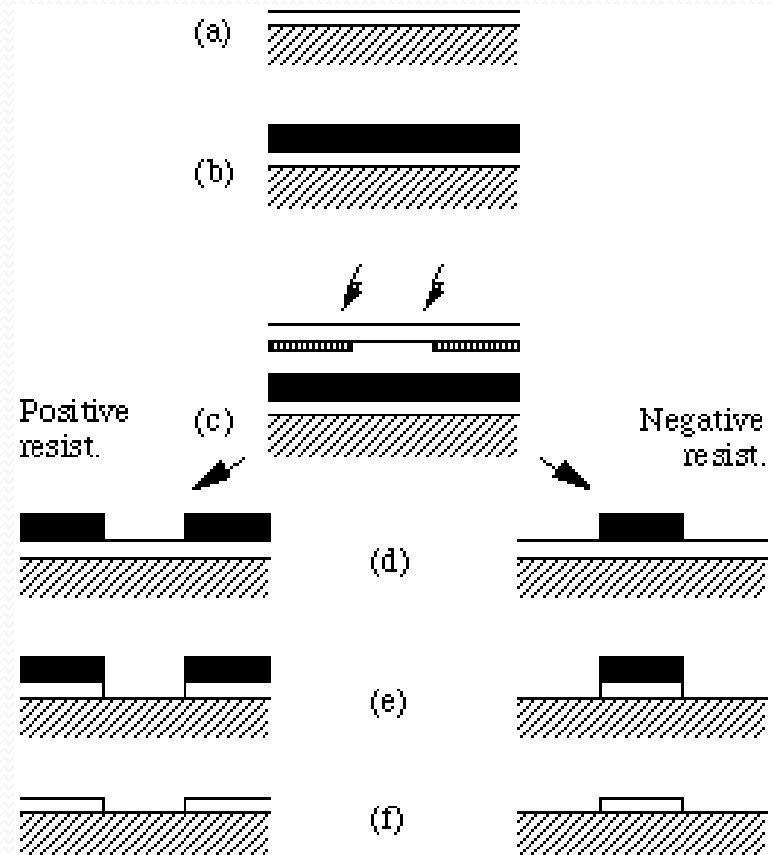 (a)
(b)
Positive
resist.
(c)
Negative
resist.
(d)
(e)
(f)